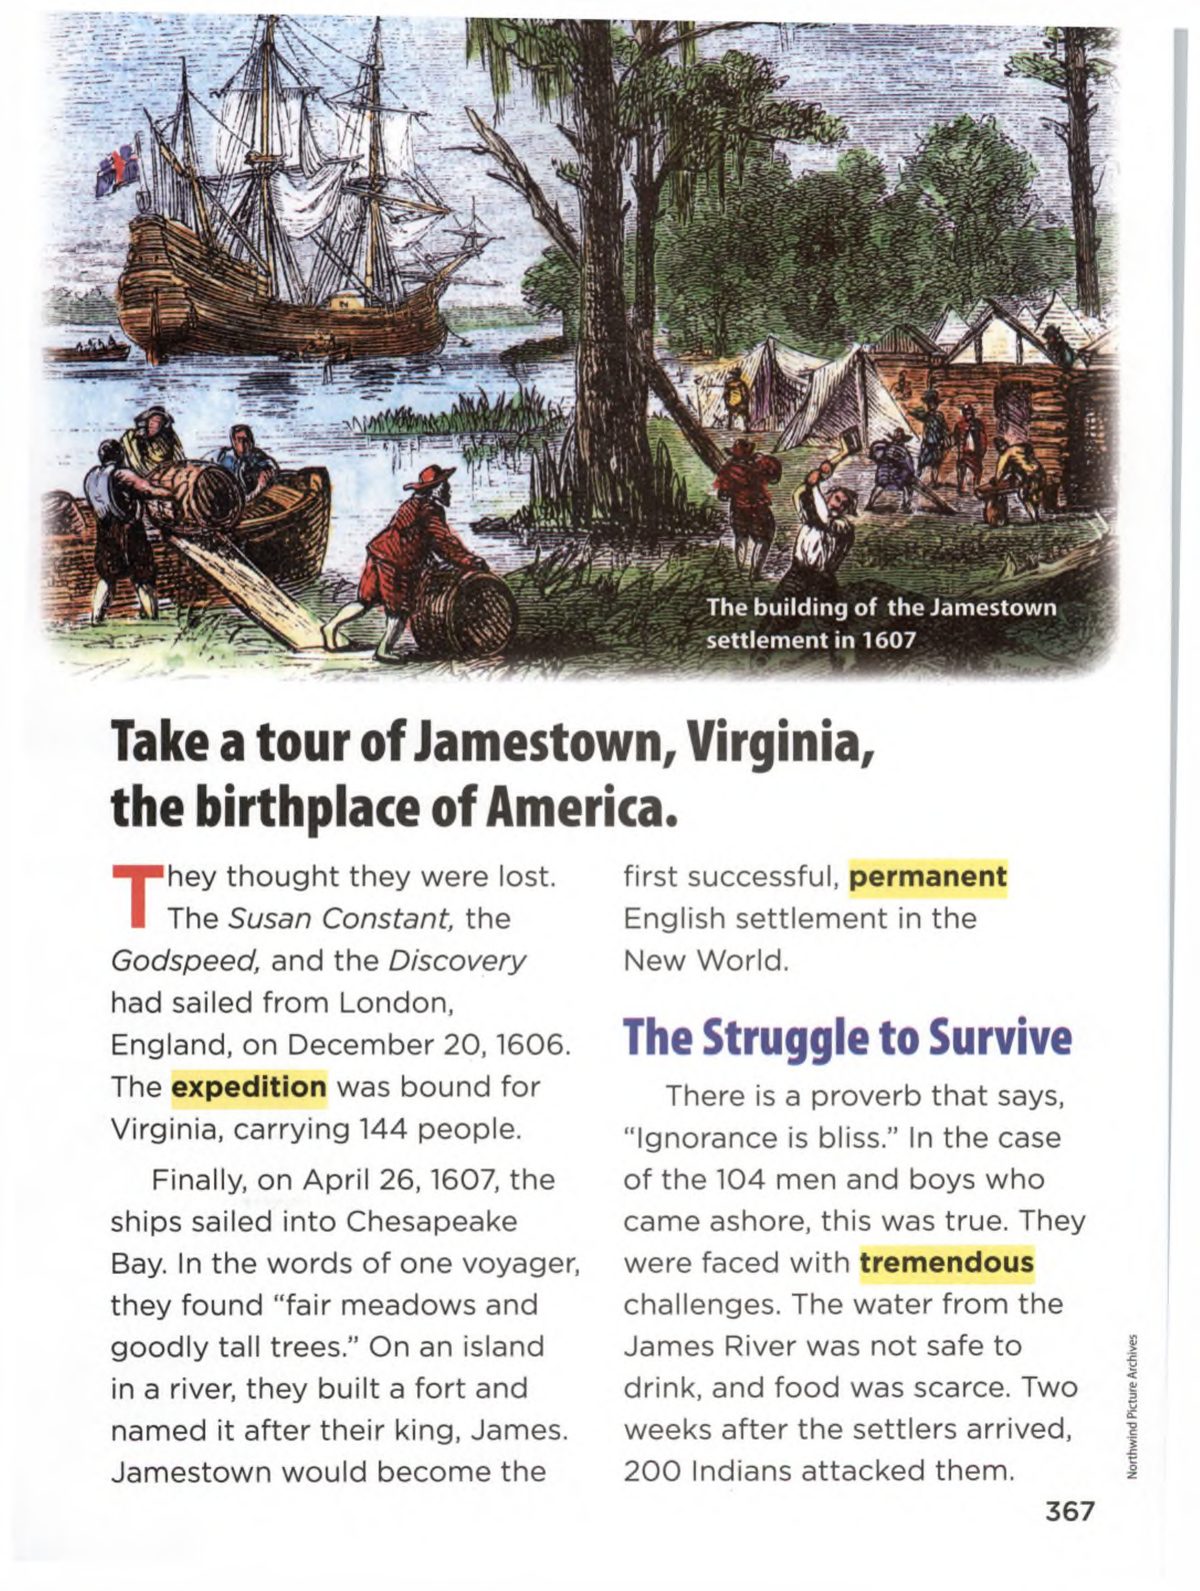 The building of the Jamestown
settlement in 1607
Take a tour of Jamestown, Virginia,
the birthplace of America.
They thought they were lost.
The Susan Constant, the
Godspeed, and the Discovery
had sailed from London,
England, on December 20, 1606.
The expedition was bound for
Virginia, carrying 144 people.
Finally, on April 26, 1607, the
ships sailed into Chesapeake
Bay. In the words of one voyager,
they found “fair meadows and
goodly tall trees.” On an island
in a river, they built a fort and
named it after their king, James.
Jamestown would become the
first successful, permanent
English settlement in the
New World.
The Struggle to Survive
There is a proverb that says,
“Ignorance is bliss.” In the case
of the 104 men and boys who
came ashore, this was true. They
were faced with tremendous
challenges. The water from the
James River was not safe to
drink, and food was scarce. Two
weeks after the settlers arrived,
200 Indians attacked them.
Northwind Picture Archives
367